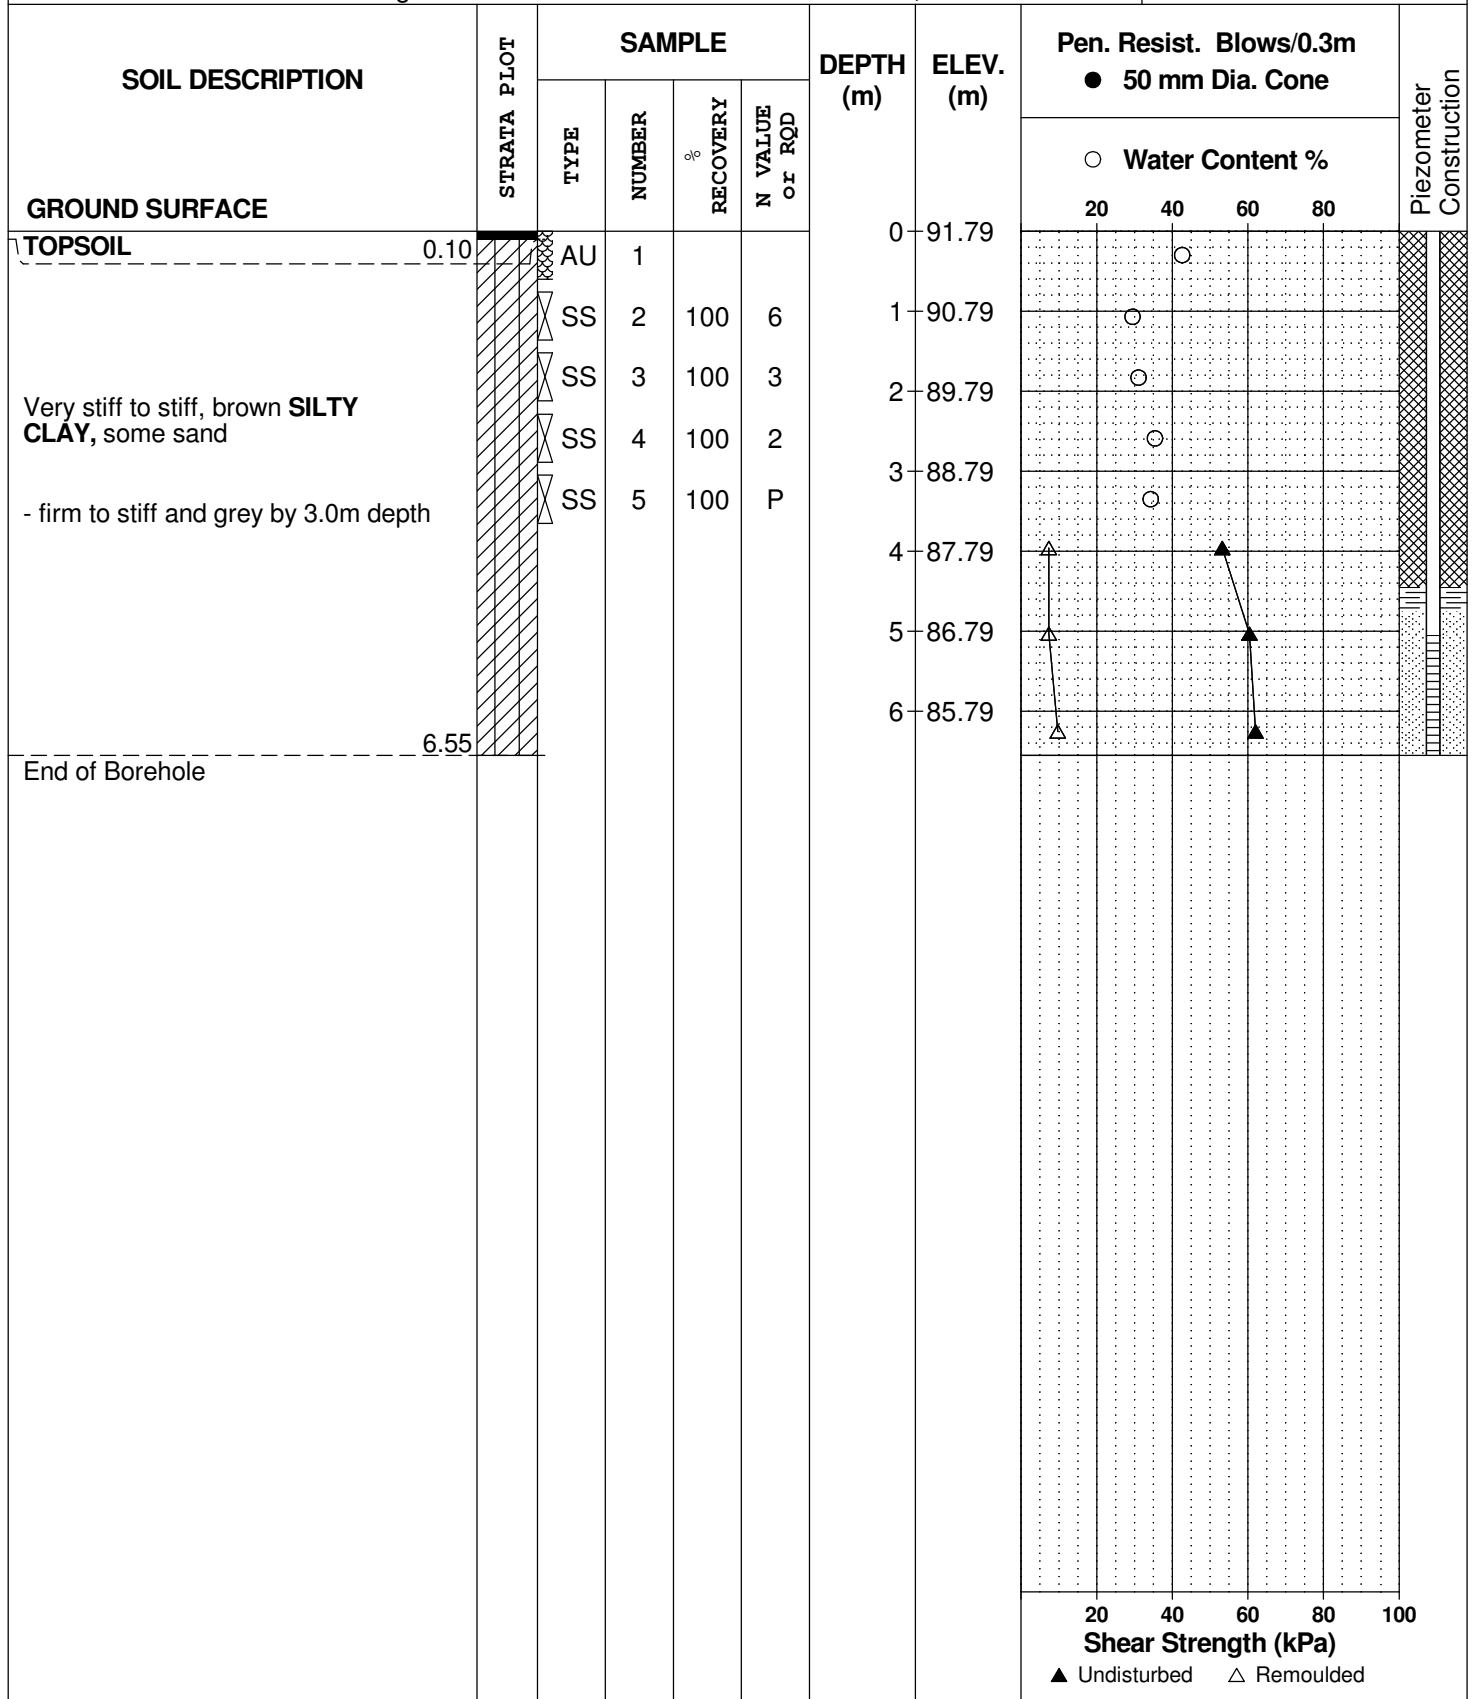 SOIL DESCRIPTION
GROUND SURFACE
STRATA PLOT
SAMPLE
TYPE
NUMBER
%
RECOVERY
N VALUE
or RQD
DEPTH
(m)
ELEV.
(m)
Pen. Resist. Blows/0.3m
● 50 mm Dia. Cone
○ Water Content %
20 40 60 80
Piezometer
Construction
TOPSOIL 0.10
AU 1
SS 2 100 6
SS 3 100 3
Very stiff to stiff, brown SILTY
CLAY, some sand
SS 4 100 2
SS 5 100 P
- firm to stiff and grey by 3.0m depth
6.55
End of Borehole
0 91.79
1 90.79
2 89.79
3 88.79
4 87.79
5 86.79
6 85.79
20 40 60 80 100
Shear Strength (kPa)
▲ Undisturbed △ Remoulded